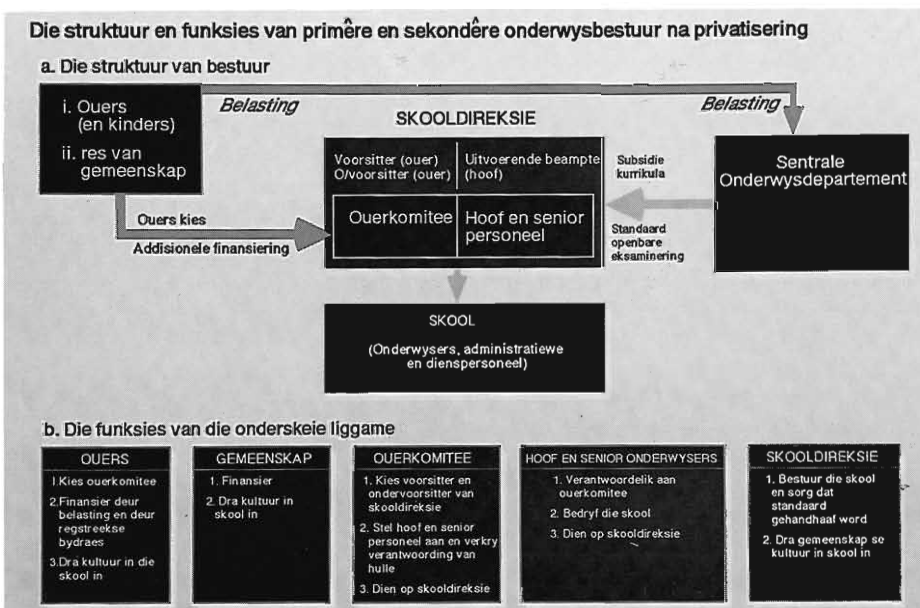 Die struktuur en funksies van primêre en sekondêre onderwysbestuur na privatisering
a. Die struktuur van bestuur
i. Ouers
(en kinders)
ii. res van
gemeenskap
Belasting
Belasting
SKOOLDIREKSIE
Voorsitter (ouer)
O/voorsitter (ouer)
Uitvoerende beampte
(hoof)
Ouerkomitee
Hoof en senior
personeel
Subsidie
kurrikula
Standaard
openbare
eksaminering
Sentrale
Onderwysdepartement
Ouers kies
Addisionele finansiering
SKOOL
(Onderwysers, administratiewe
en dienspersoneel)
b. Die funksies van die onderskeie liggame
OUERS
1.Kies ouerkomitee
2.Finansier deur
belasting en deur
regstreekse
bydraes
3.Dra kultuur in die
skool in
GEMEENSKAP
1. Finansier
2. Dra kultuur in
skool in
OUERKOMITEE
1. Kies voorsitter en
ondervoorsitter van
skooldireksie
2. Stel hoof en senior
personeel aan en verkry
verantwoording van
hulle
3. Dien op skooldireksie
HOOF EN SENIOR ONDERWYSERS
1. Verantwoordelik aan
ouerkomitee
2. Bedryf die skool
3. Dien op skooldireksie
SKOOLDIREKSIE
1. Bestuur die skool
en sorg dat
standaard
gehandhaaf word
2. Dra gemeenskap se
kultuur in skool in